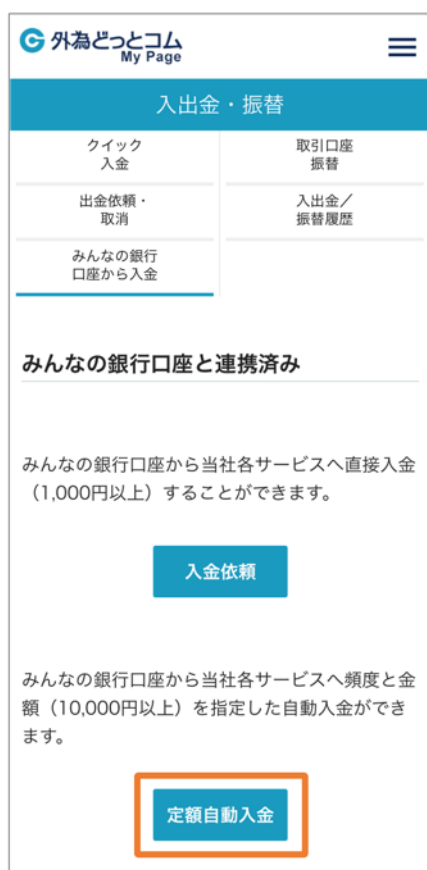 外為どっとコム
My Page
入出金・振替
クイック
入金
取引口座
振替
出金依頼・
取消
入出金／
振替履歴
みんなの銀行
口座から入金
みんなの銀行口座と連携済み
みんなの銀行口座から当社各サービスへ直接入金
（1,000円以上）することができます。
入金依頼
みんなの銀行口座から当社各サービスへ頻度と金
額（10,000円以上）を指定した自動入金ができ
ます。
定額自動入金